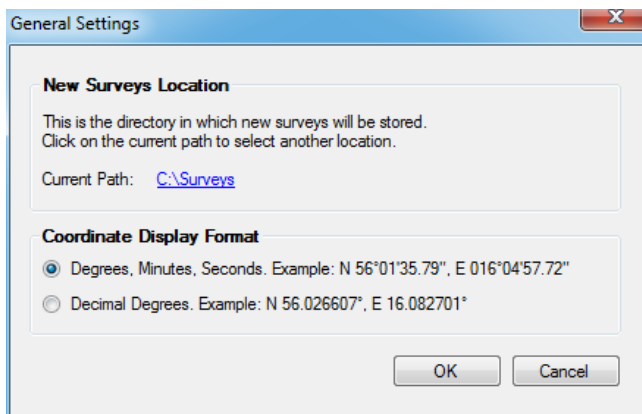 General Settings
New Surveys Location
This is the directory in which new surveys will be stored.
Click on the current path to select another location.
Current Path: C:\Surveys
Coordinate Display Format
Degrees, Minutes, Seconds. Example: N 56°01'35.79", E 016°04'57.72"
Decimal Degrees. Example: N 56.026607°, E 16.082701°
OK Cancel